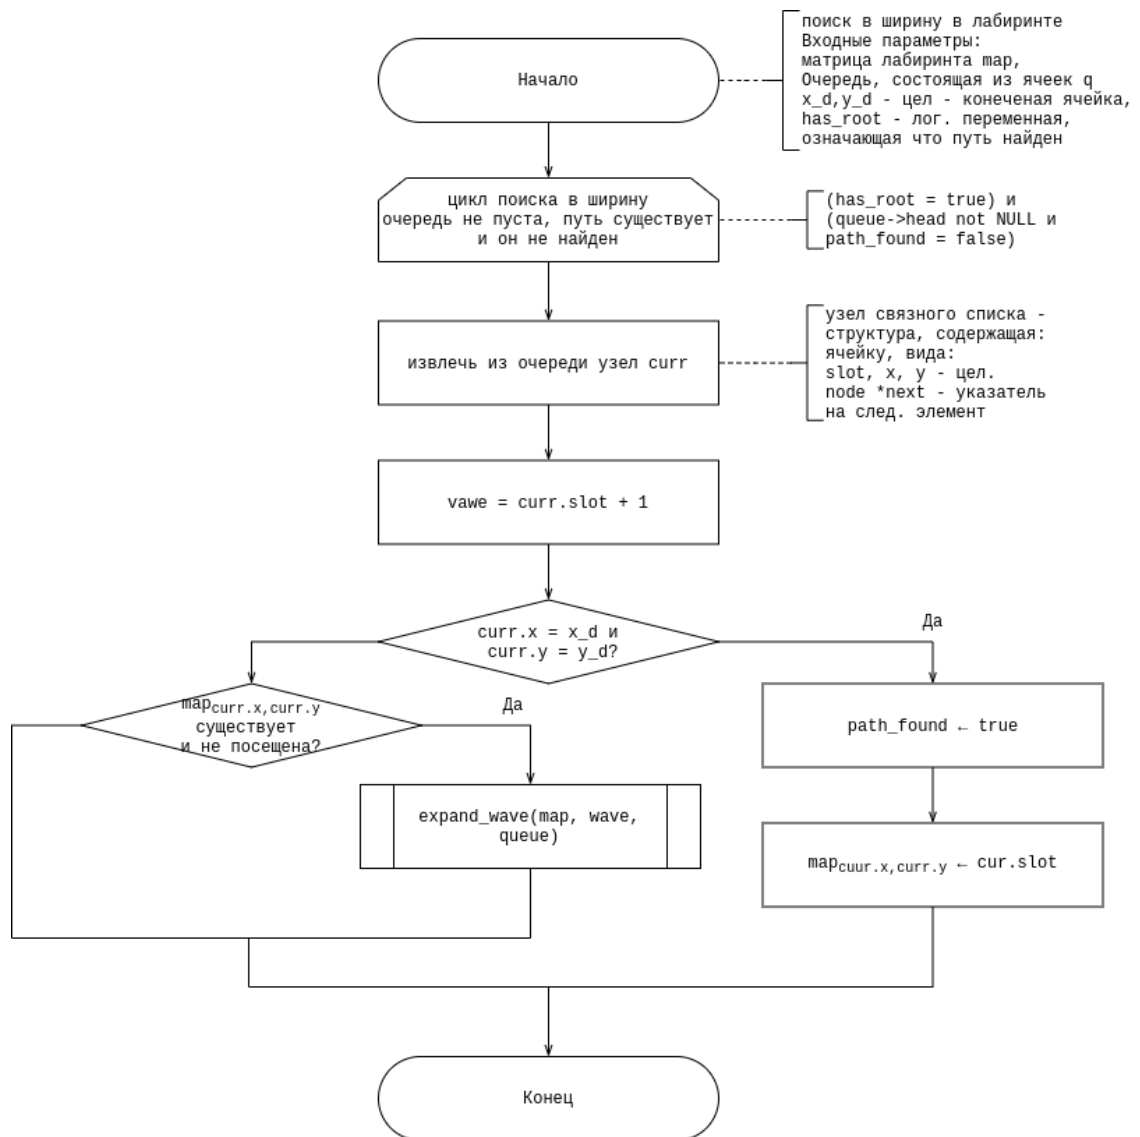 Начало
поиск в ширину в лабиринте
Входные параметры:
матрица лабиринта map,
Очередь, состоящая из ячеек q
x_d,y_d - цел - конеченая ячейка,
has_root - лог. переменная,
означающая что путь найден
цикл поиска в ширину
очередь не пуста, путь существует
и он не найден
(has_root = true) и
(queue->head not NULL и
path_found = false)
извлечь из очереди узел curr
узел связного списка -
структура, содержащая:
ячейку, вида:
slot, x, y - цел.
node *next - указатель
на след. элемент
vawe = curr.slot + 1
curr.x = x_d и
curr.y = y_d?
Да
mapcurr.x,curr.y
существует
и не посещена?
Да
path_found ← true
expand_wave(map, wave,
queue)
mapcuur.x,curr.y ← cur.slot
Конец